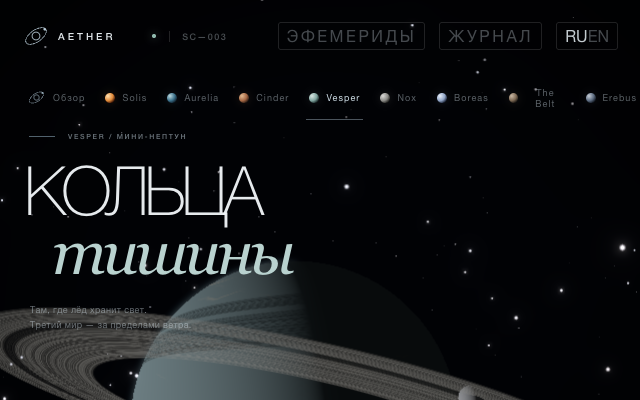 AETHER
SC—003
ЭФЕМЕРИДЫ
ЖУРНАЛ
RU EN
Обзор
Solis
Aurelia
Cinder
Vesper
Nox
Boreas
The
Belt
Erebus
VESPER / МИНИ-НЕПТУН
КОЛЬЦА
тишины
Там, где лёд хранит свет.
Третий мир — за пределами ветра.